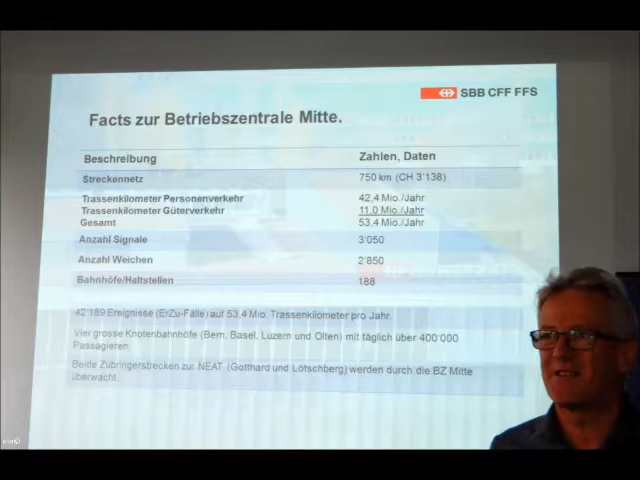 SBB CFF FFS
Facts zur Betriebszentrale Mitte.
Beschreibung Zahlen, Daten
Streckennetz 750 km (CH 3'138)
Trassenkilometer Personenverkehr 42,4 Mio./Jahr
Trassenkilometer Güterverkehr 11,0 Mio./Jahr
Gesamt 53,4 Mio./Jahr
Anzahl Signale 3'050
Anzahl Weichen 2'850
Bahnhöfe/Haltstellen 188
42'189 Ereignisse (ErZu-Fälle) auf 53,4 Mio. Trassenkilometer pro Jahr.
Vier grosse Knotenbahnhöfe (Bern, Basel, Luzern und Olten) mit täglich über 400'000
Passagieren.
Beide Zubringerstrecken zur NEAT (Gotthard und Lötschberg) werden durch die BZ Mitte
überwacht.